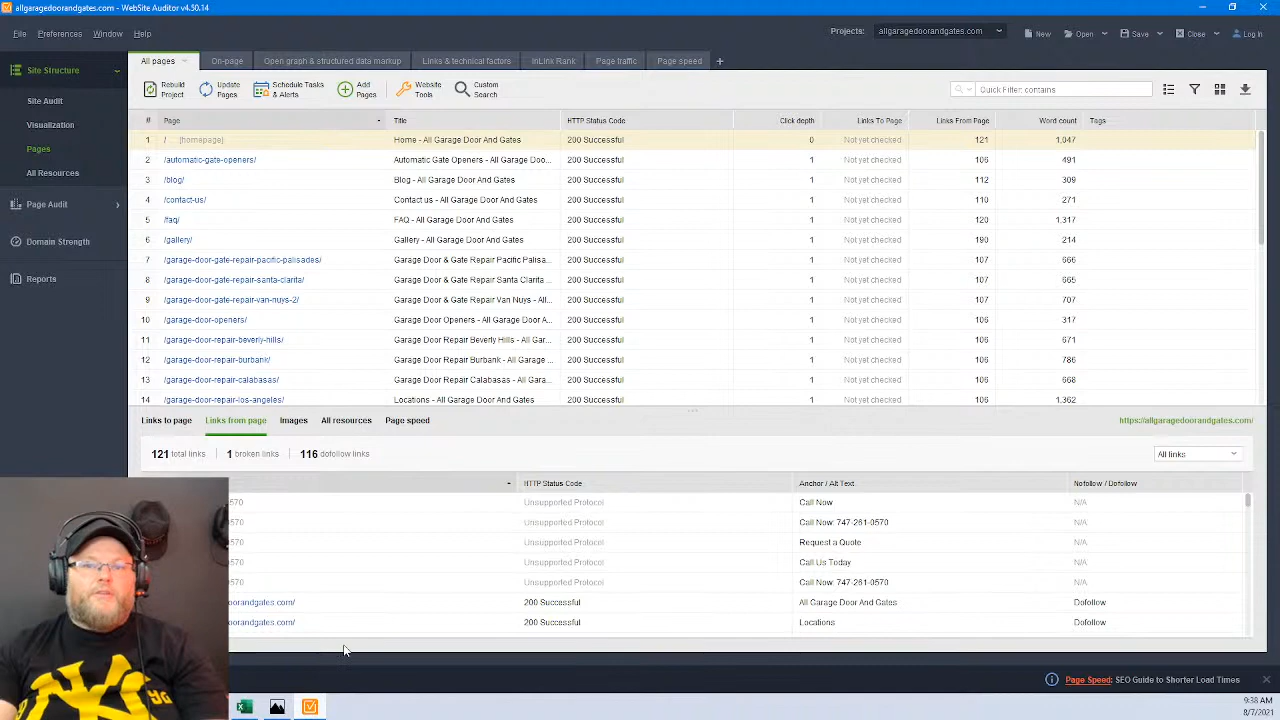 allgaragedoorandgates.com - WebSite Auditor v4.50.14
File Preferences Window Help Projects: allgaragedoorandgates.com New Open Save Close Log In
Site Structure
Site Audit
Visualization
Pages
All Resources
Page Audit
Domain Strength
Reports
All pages On-page Open graph & structured data markup Links & technical factors InLink Rank Page traffic Page speed +
Rebuild Project Update Pages Schedule Tasks & Alerts Add Pages Website Tools Custom Search Quick Filter: contains
# Page Title HTTP Status Code Click depth Links To Page Links From Page Word count Tags
1 / ... [homepage] Home - All Garage Door And Gates 200 Successful 0 Not yet checked 121 1,047
2 /automatic-gate-openers/ Automatic Gate Openers - All Garage Doo... 200 Successful 1 Not yet checked 106 491
3 /blog/ Blog - All Garage Door And Gates 200 Successful 1 Not yet checked 112 309
4 /contact-us/ Contact us - All Garage Door And Gates 200 Successful 1 Not yet checked 110 271
5 /faq/ FAQ - All Garage Door And Gates 200 Successful 1 Not yet checked 120 1,317
6 /gallery/ Gallery - All Garage Door And Gates 200 Successful 1 Not yet checked 190 214
7 /garage-door-gate-repair-pacific-palisades/ Garage Door & Gate Repair Pacific Palisa... 200 Successful 1 Not yet checked 107 666
8 /garage-door-gate-repair-santa-clarita/ Garage Door & Gate Repair Santa Clarita ... 200 Successful 1 Not yet checked 107 665
9 /garage-door-gate-repair-van-nuys-2/ Garage Door & Gate Repair Van Nuys - All... 200 Successful 1 Not yet checked 107 707
10 /garage-door-openers/ Garage Door Openers - All Garage Door ... 200 Successful 1 Not yet checked 106 317
11 /garage-door-repair-beverly-hills/ Garage Door Repair Beverly Hills - All Gar... 200 Successful 1 Not yet checked 106 671
12 /garage-door-repair-burbank/ Garage Door Repair Burbank - All Garage ... 200 Successful 1 Not yet checked 106 786
13 /garage-door-repair-calabasas/ Garage Door Repair Calabasas - All Gara... 200 Successful 1 Not yet checked 106 668
14 /garage-door-repair-los-angeles/ Locations - All Garage Door And Gates 200 Successful 1 Not yet checked 106 1,362
Links to page Links from page Images All resources Page speed https://allgaragedoorandgates.com/
121 total links 1 broken links 116 dofollow links All links
HTTP Status Code Anchor / Alt Text Nofollow / Dofollow
0570 Unsupported Protocol Call Now N/A
0570 Unsupported Protocol Call Now: 747-261-0570 N/A
0570 Unsupported Protocol Request a Quote N/A
0570 Unsupported Protocol Call Us Today N/A
0570 Unsupported Protocol Call Now: 747-261-0570 N/A
doorandgates.com/ 200 Successful All Garage Door And Gates Dofollow
doorandgates.com/ 200 Successful Locations Dofollow
Page Speed: SEO Guide to Shorter Load Times
9:38 AM
8/7/2021